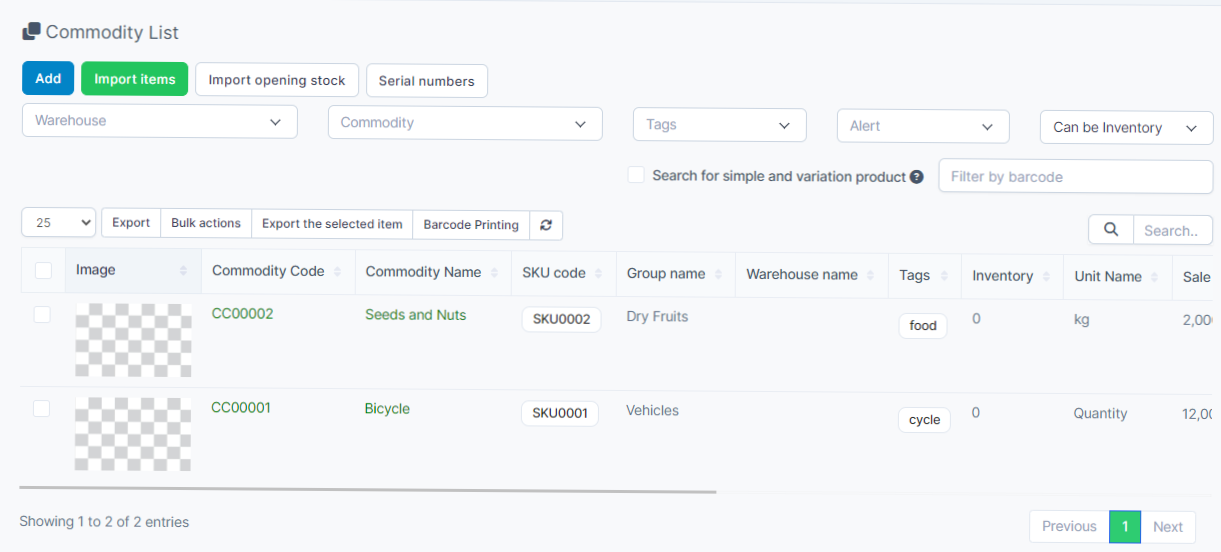 Commodity List
Add Import items Import opening stock Serial numbers
Warehouse Commodity Tags Alert Can be Inventory
Search for simple and variation product ? Filter by barcode
25 Export Bulk actions Export the selected item Barcode Printing Search..
Image Commodity Code Commodity Name SKU code Group name Warehouse name Tags Inventory Unit Name Sale
CC00002 Seeds and Nuts SKU0002 Dry Fruits food 0 kg 2,00
CC00001 Bicycle SKU0001 Vehicles cycle 0 Quantity 12,0
Showing 1 to 2 of 2 entries Previous 1 Next